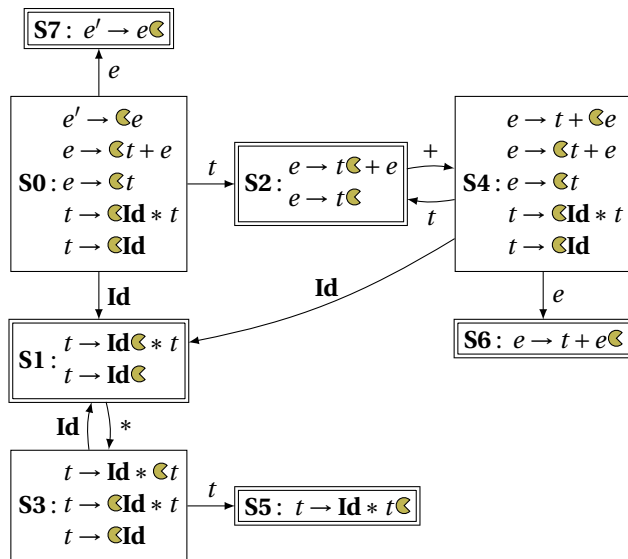 S7: e′ → e
e
S0:
e′ → e
e → t + e
e → t
t → Id ∗ t
t → Id
t
S2:
e → t + e
e → t
+
t
S4:
e → t + e
e → t + e
e → t
t → Id ∗ t
t → Id
Id
Id
e
S1:
t → Id ∗ t
t → Id
S6: e → t + e
Id
∗
S3:
t → Id ∗ t
t → Id ∗ t
t → Id
t
S5: t → Id ∗ t